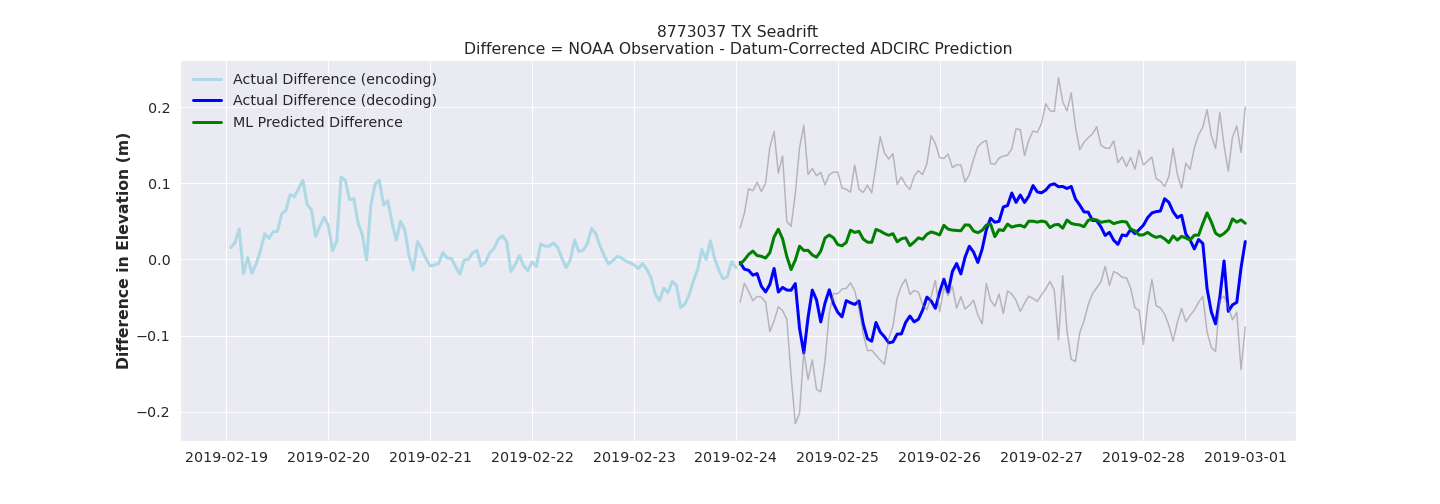 8773037 TX Seadrift
Difference = NOAA Observation - Datum-Corrected ADCIRC Prediction
Actual Difference (encoding)
Actual Difference (decoding)
ML Predicted Difference
Difference in Elevation (m)
0.2
0.1
0.0
−0.1
−0.2
2019-02-19 2019-02-20 2019-02-21 2019-02-22 2019-02-23 2019-02-24 2019-02-25 2019-02-26 2019-02-27 2019-02-28 2019-03-01